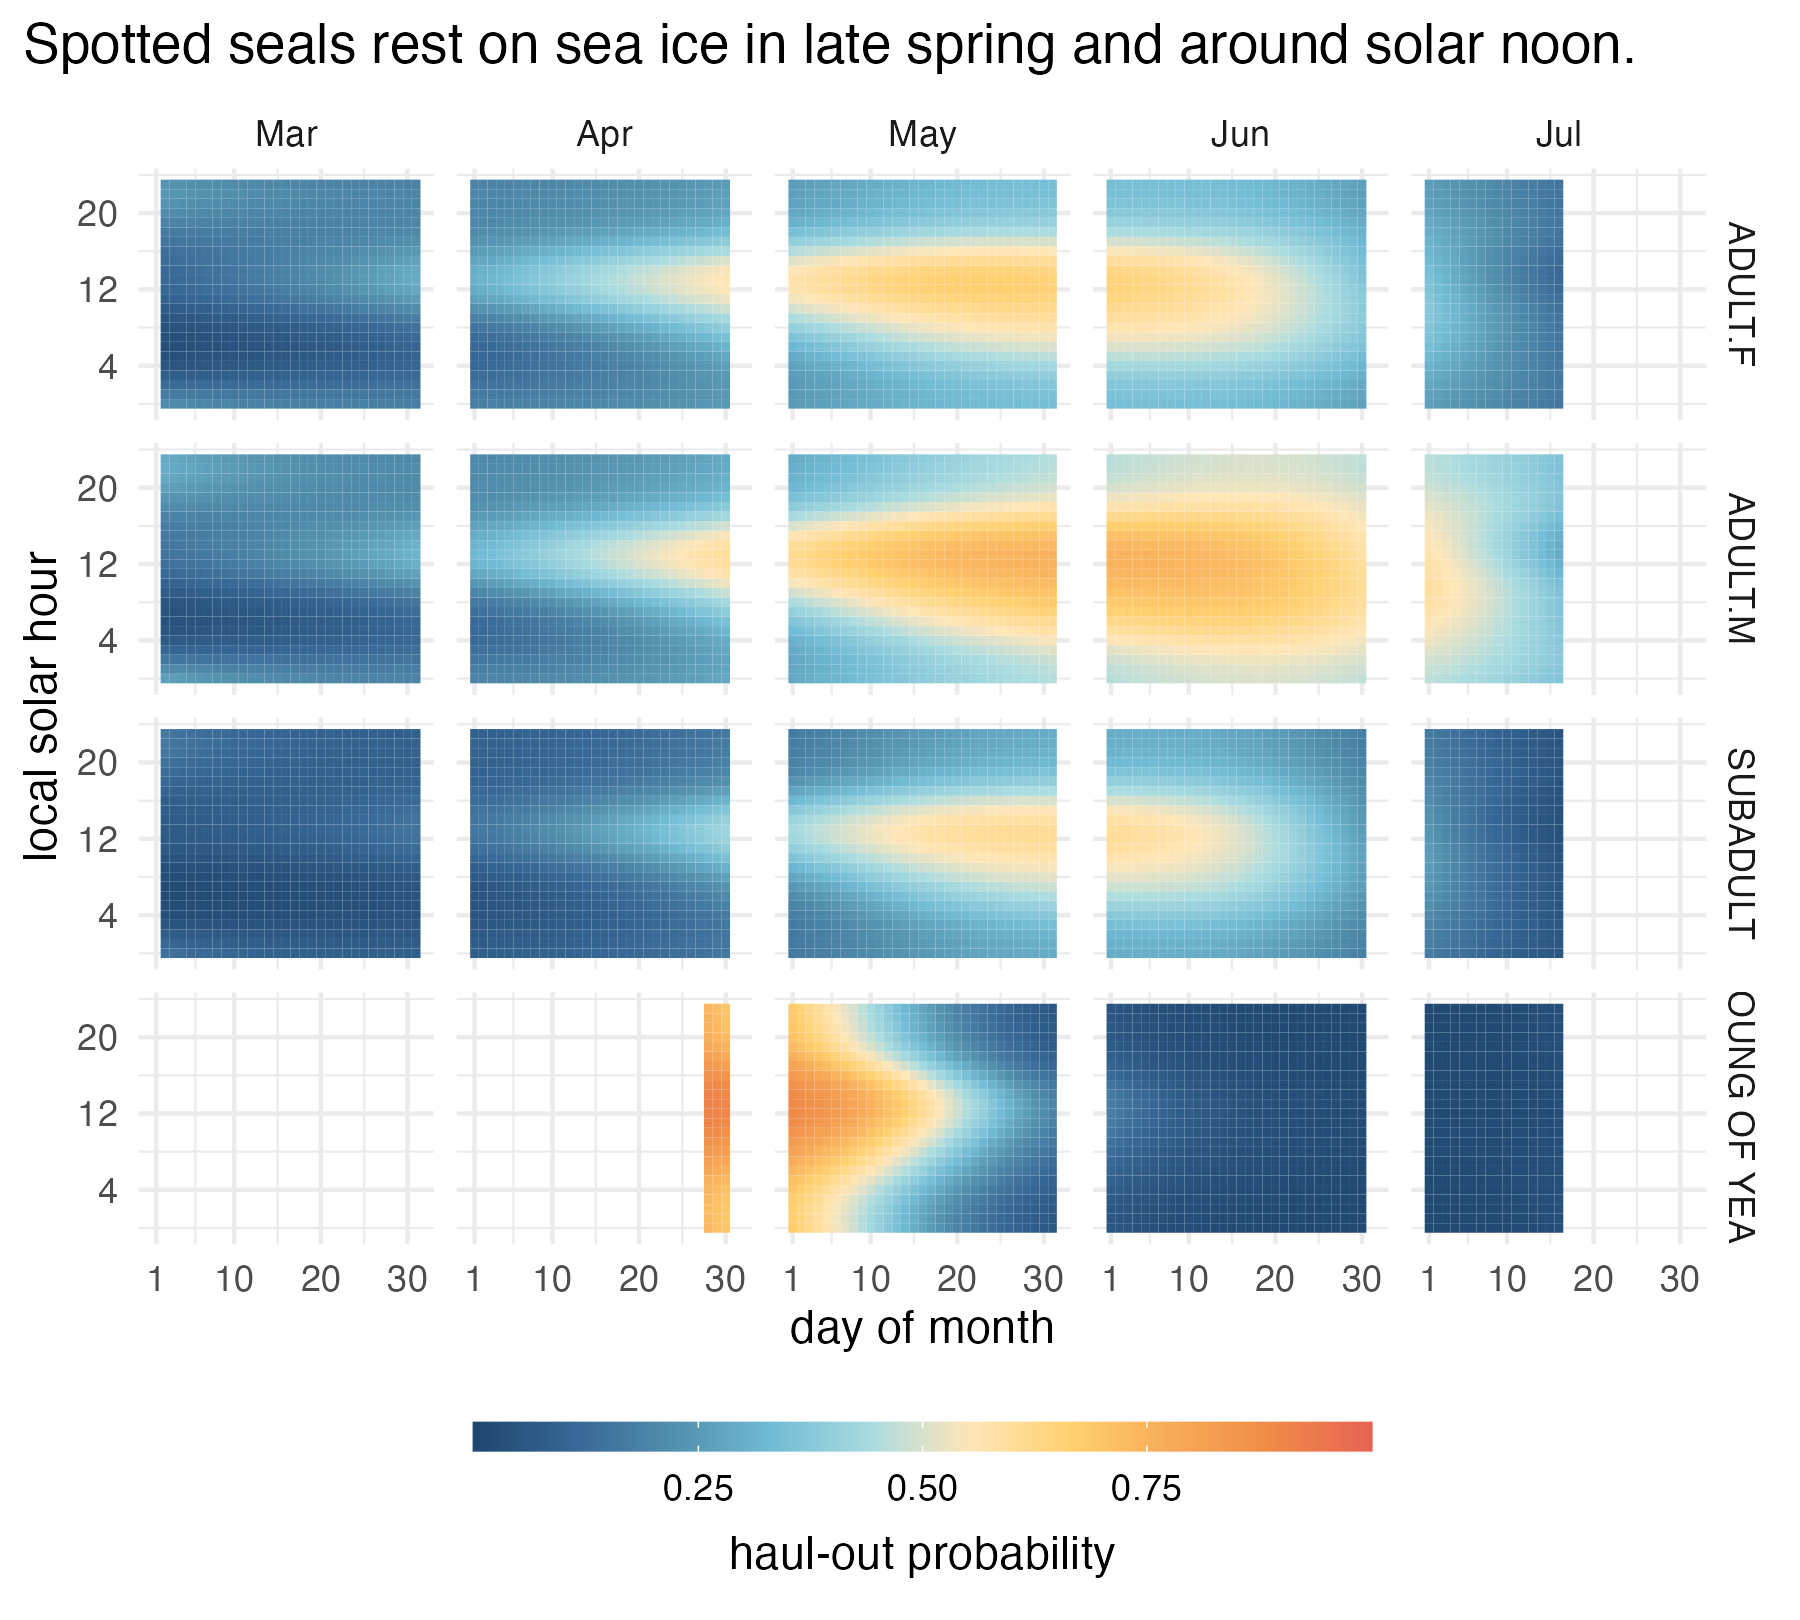 Spotted seals rest on sea ice in late spring and around solar noon.
Mar Apr May Jun Jul
20
12
4
ADULT.F
20
12
4
ADULT.M
20
12
4
SUBADULT
20
12
4
OUNG OF YEA
local solar hour
1 10 20 30 1 10 20 30 1 10 20 30 1 10 20 30 1 10 20 30
day of month
0.25 0.50 0.75
haul-out probability